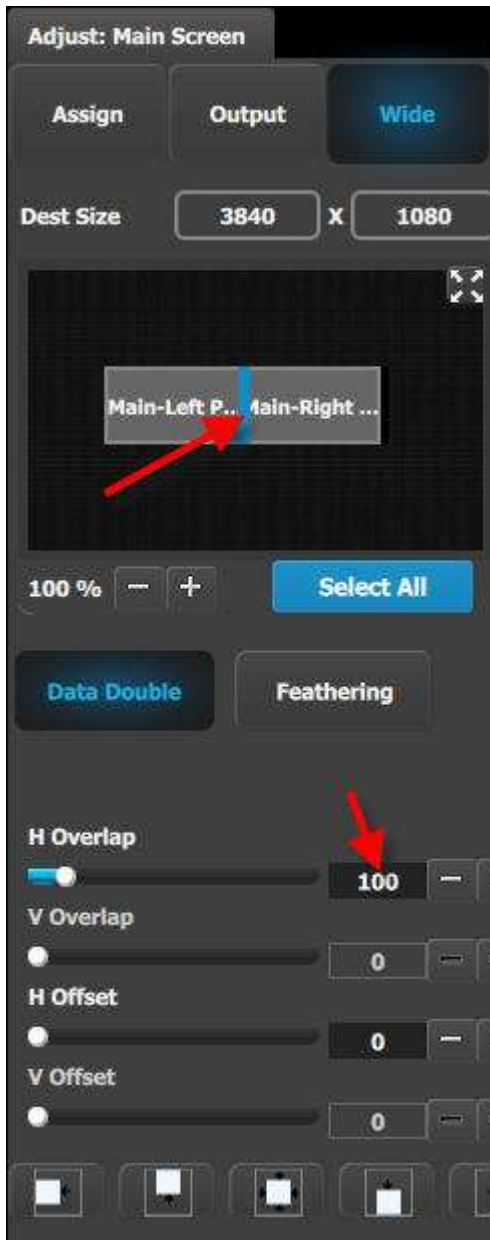 Adjust: Main Screen
Assign Output Wide
Dest Size 3840 X 1080
Main-Left P... Main-Right ...
100 % − +
Select All
Data Double Feathering
H Overlap
100 −
V Overlap
0 −
H Offset
0 −
V Offset
0 −